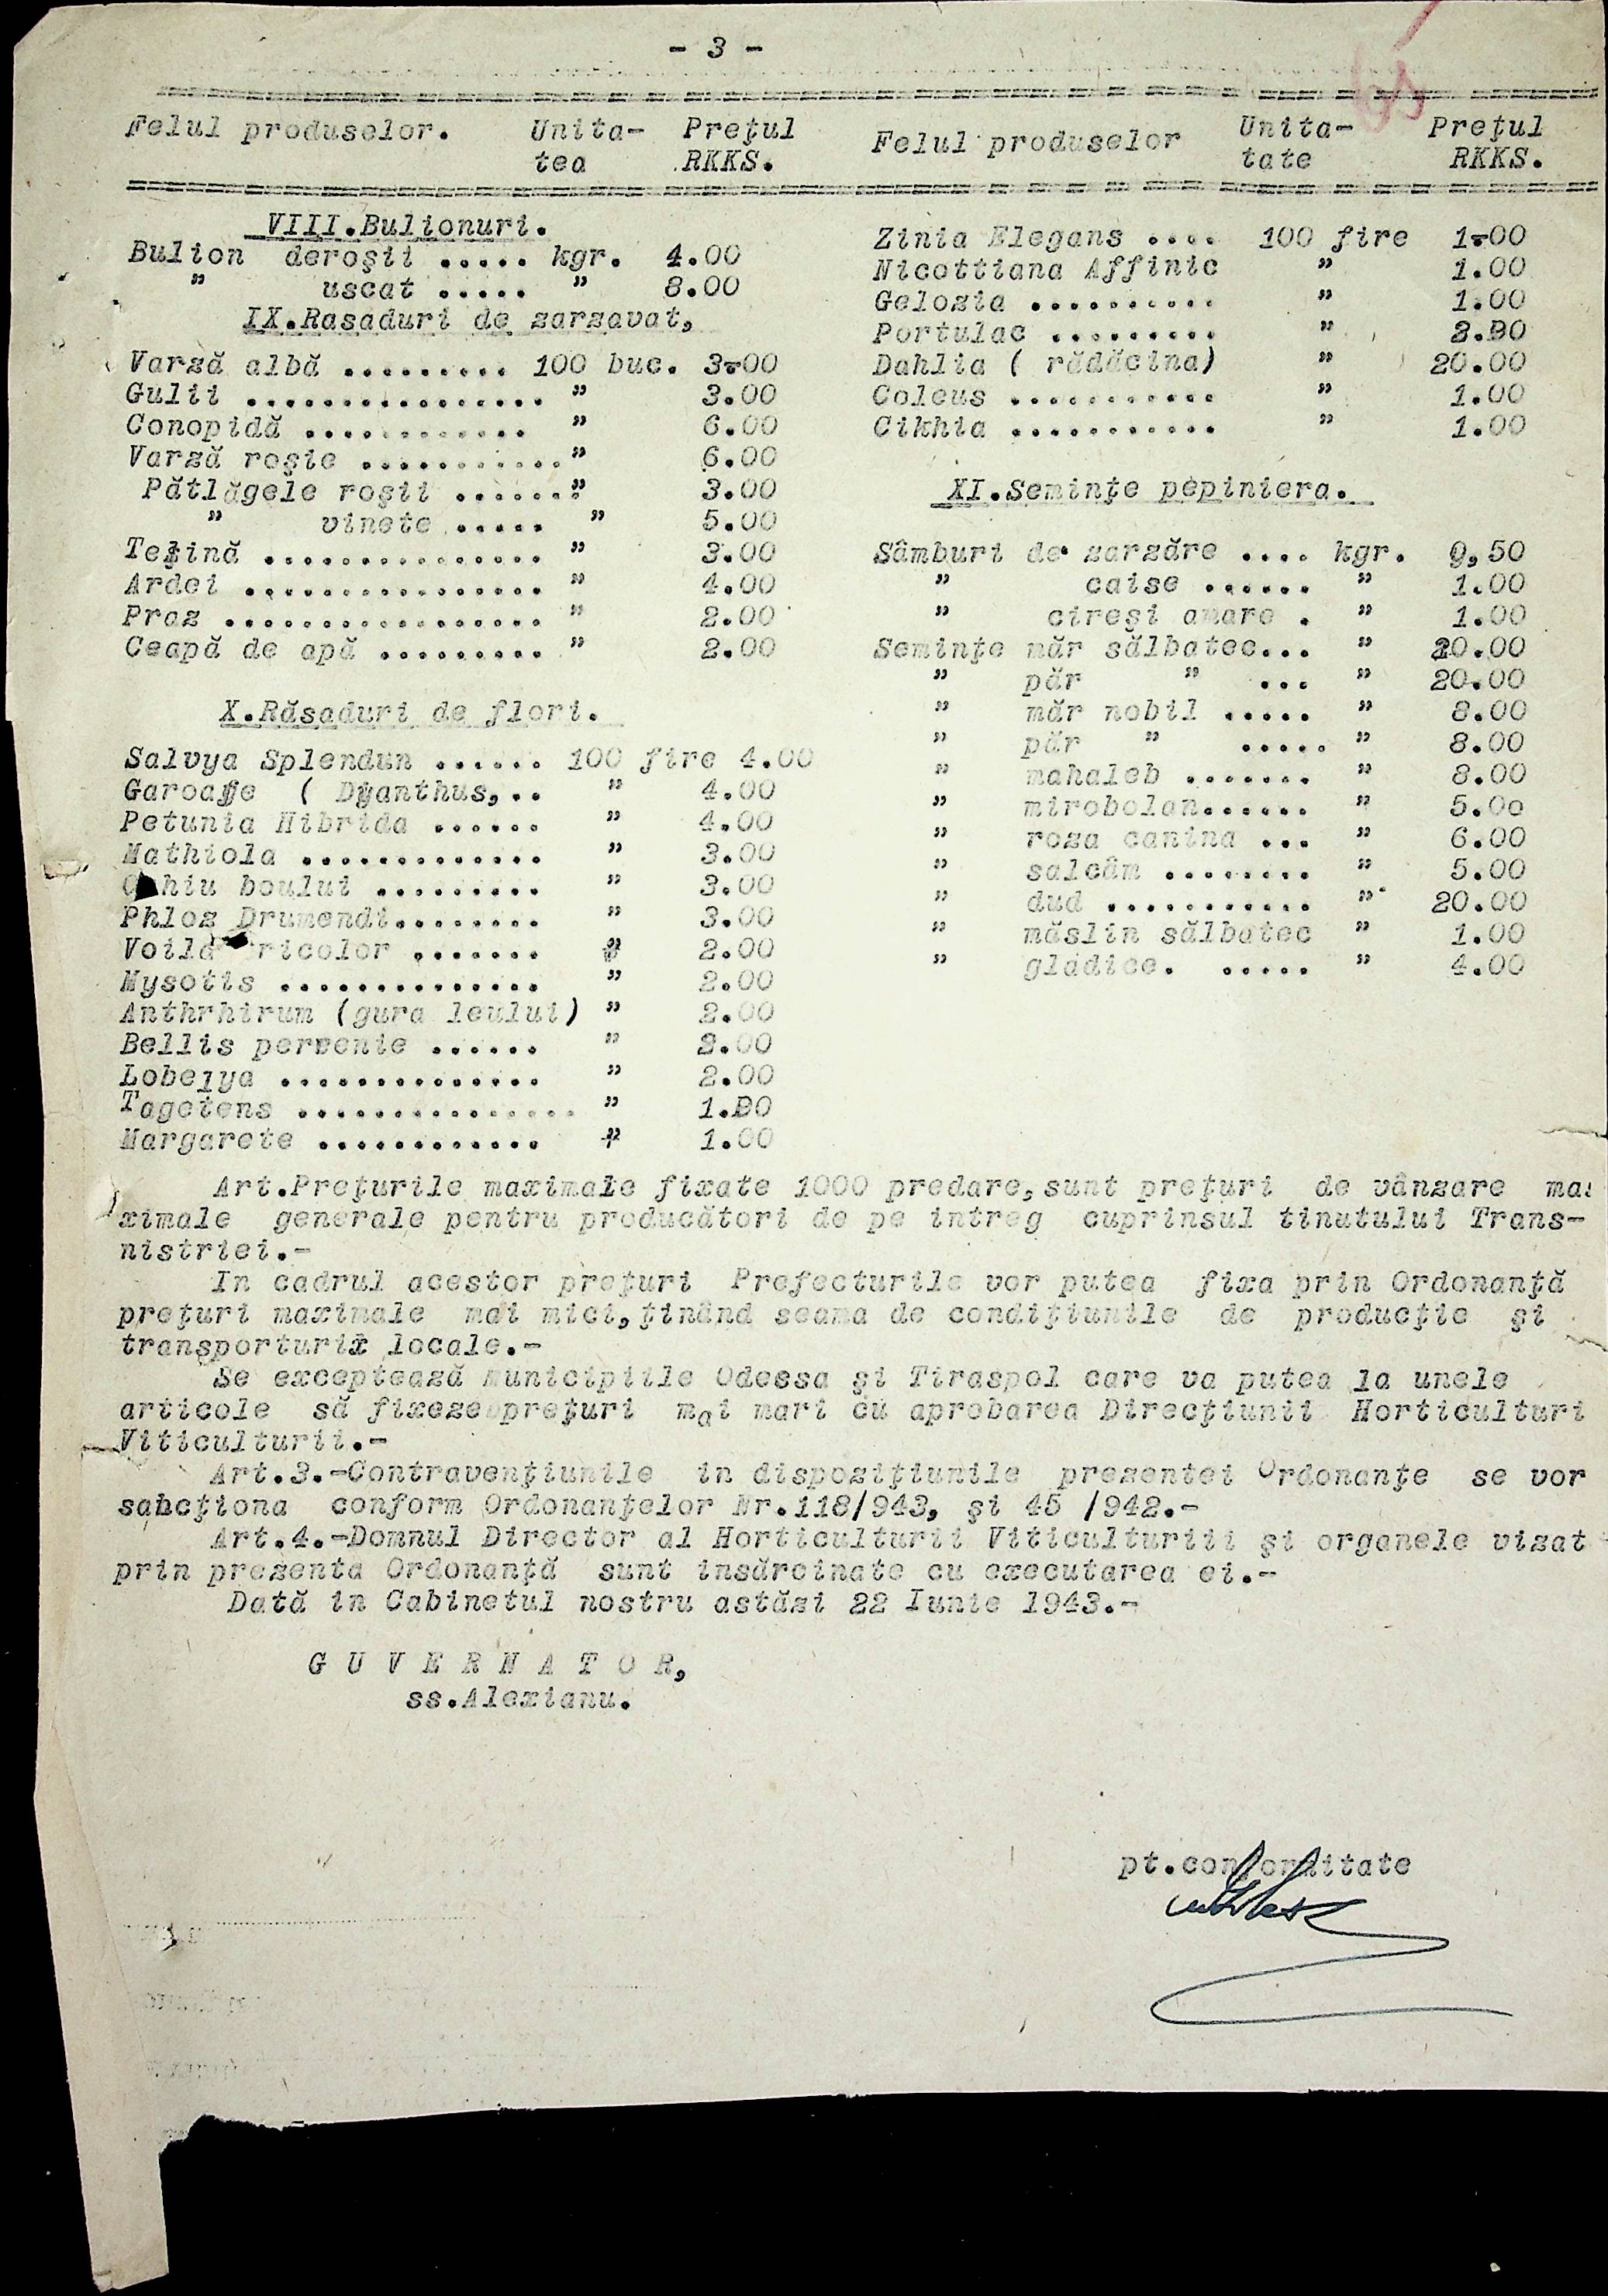 - 3 -
Felul produselor. Unita- Preţul
tea RKKS.
VIII.Bulionuri.
Bulion deroşii ..... kgr. 4.00
" uscat ..... " 8.00
IX.Rasaduri de zarzavat,
Varză albă ......... 100 buc. 3.00
Gulii ................ " 3.00
Conopidă ............ " 6.00
Varză roşie ..........." 6.00
Pătlăgele roşii ......" 3.00
" vinete ..... " 5.00
Teţină ............... " 3.00
Ardei ................ " 4.00
Praz ................. " 2.00
Ceapă de apă ......... " 2.00
X.Răsaduri de flori.
Salvya Splendun ...... 100 fire 4.00
Garoafe ( Dyanthus,.. " 4.00
Petunia Hibrida ...... " 4.00
Mathiola ............. " 3.00
hiu boului ......... " 3.00
Phlox Drumendi........ " 3.00
Voila ricolor ....... " 2.00
Mysotis .............. " 2.00
Anthrhirum (gura leului) " 2.00
Bellis pervenie ...... " 2.00
Lobelya .............. " 2.00
Tagetens ............... " 1.00
Margarete ............ " 1.00
Felul produselor Unita- Preţul
tate RKKS.
Zinia Elegans .... 100 fire 1.00
Nicottiana Affinic " 1.00
Gelozia .......... " 1.00
Portulac ......... "
Dahlia ( rădăcina) " 20.00
Coleus ........... " 1.00
Cikhia ........... " 1.00
XI.Seminţe pepiniera.
Sâmburi de zarzăre .... kgr. 0,50
" caise ...... " 1.00
" cireşi amare . " 1.00
Seminţe măr sălbatec... " 20.00
" păr " ... " 20.00
" măr nobil ..... " 8.00
" păr " ..... " 8.00
" mahaleb ....... " 8.00
" mirobolan...... " 5.00
" roza canina ... " 6.00
" salcâm ........ " 5.00
" dud ........... " 20.00
" măslin sălbatec " 1.00
" glădice. ..... " 4.00
Art.Preţurile maximale fixate 1000 predare,sunt preţuri de vânzare ma
ximale generale pentru producători de pe intreg cuprinsul tinutului Trans-
nistriei.-
In cadrul acestor preţuri Prefecturile vor putea fixa prin Ordonanţă
preţuri maximale mai mici,ţinând seama de condiţiunile de producţie şi
transporturix locale.-
Se exceptează municipiile Odessa şi Tiraspol care va putea la unele
articole să fixeze preţuri mai mari cu aprobarea Direcţiunii Horticulturi
Viticulturii.-
Art.3.-Contravenţiunile in dispoziţiunile prezentei Ordonanţe se vor
sancţiona conform Ordonanţelor Nr.118/943, şi 45 /942.-
Art.4.-Domnul Director al Horticulturii Viticulturiii şi organele vizat
prin prezenta Ordonanţă sunt insărcinate cu executarea ei.-
Dată in Cabinetul nostru astăzi 22 Iunie 1943.-
G U V E R N A T O R,
ss.Alexianu.
pt.conformitate